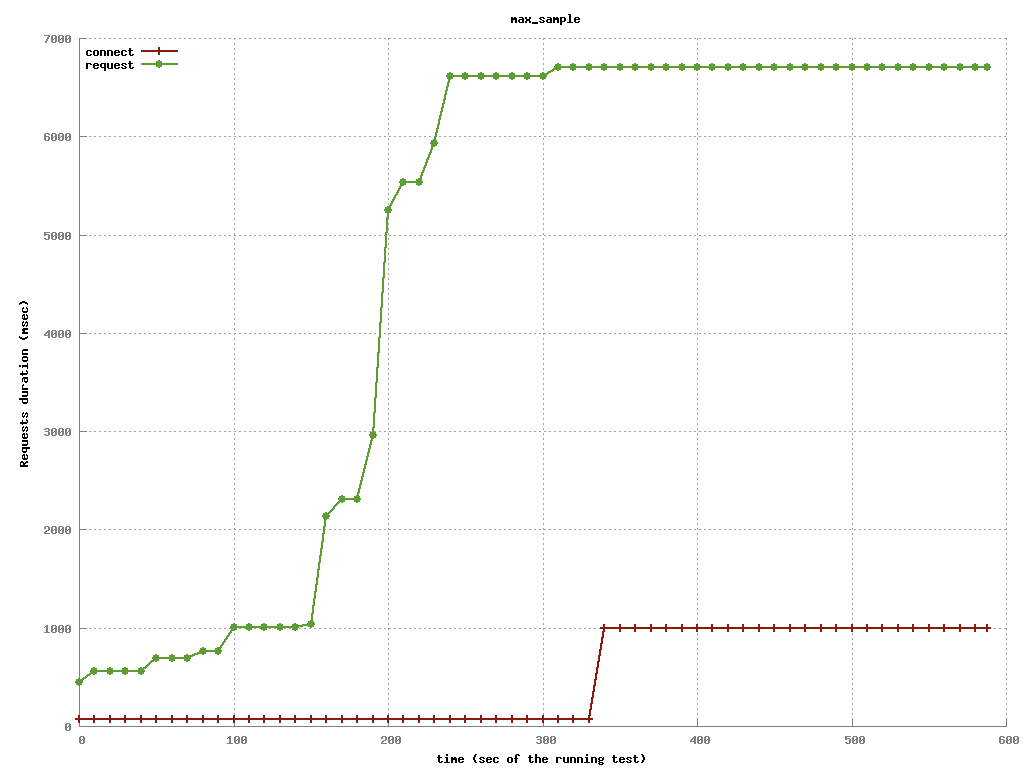 max_sample
7000
connect
request
6000
5000
4000
Requests duration (msec)
3000
2000
1000
0
0 100 200 300 400 500 600
time (sec of the running test)